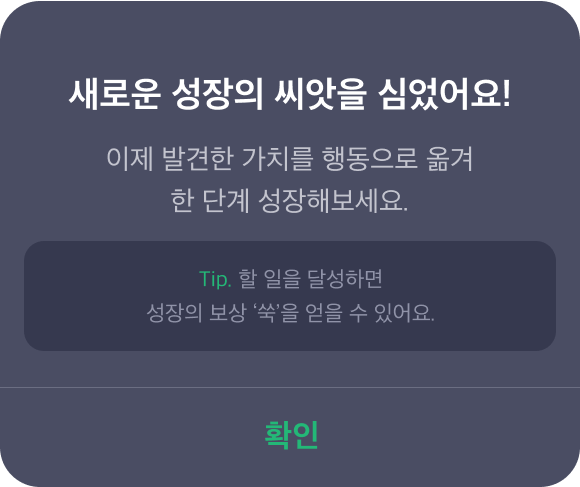 새로운 성장의 씨앗을 심었어요!
이제 발견한 가치를 행동으로 옮겨
한 단계 성장해보세요.
Tip. 할 일을 달성하면
성장의 보상 ‘쑥’을 얻을 수 있어요.
확인